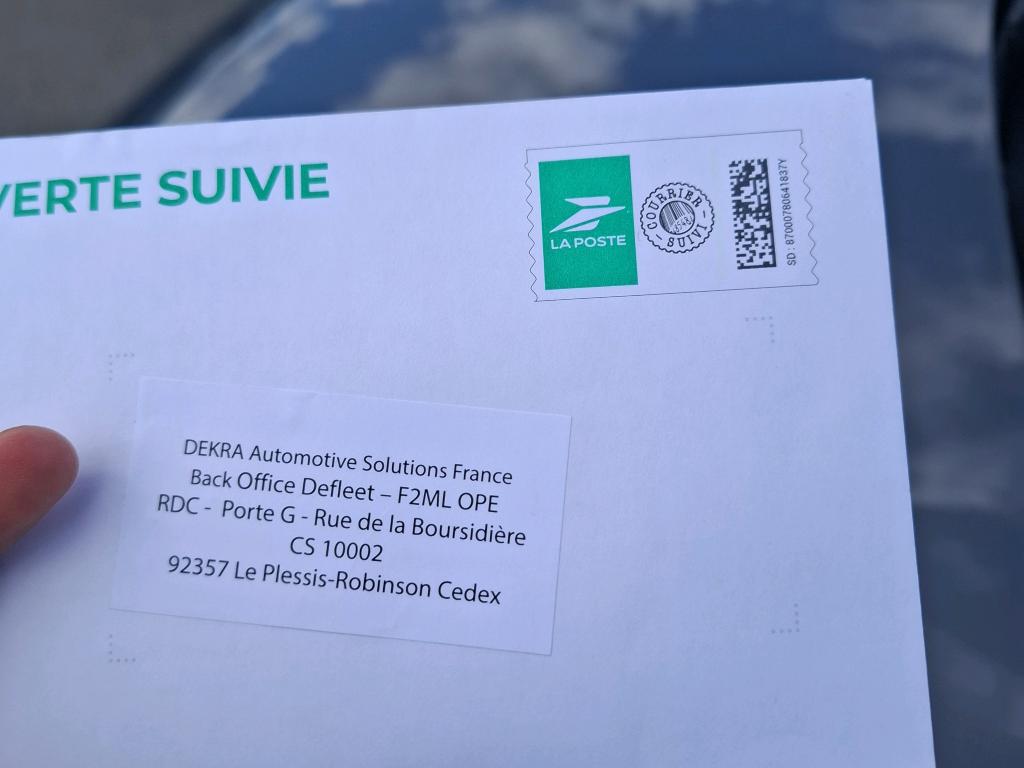 VERTE SUIVIE
LA POSTE
COURRIER
SUIVI
SD : 87000780641837Y
DEKRA Automotive Solutions France
Back Office Defleet – F2ML OPE
RDC - Porte G - Rue de la Boursidière
CS 10002
92357 Le Plessis-Robinson Cedex